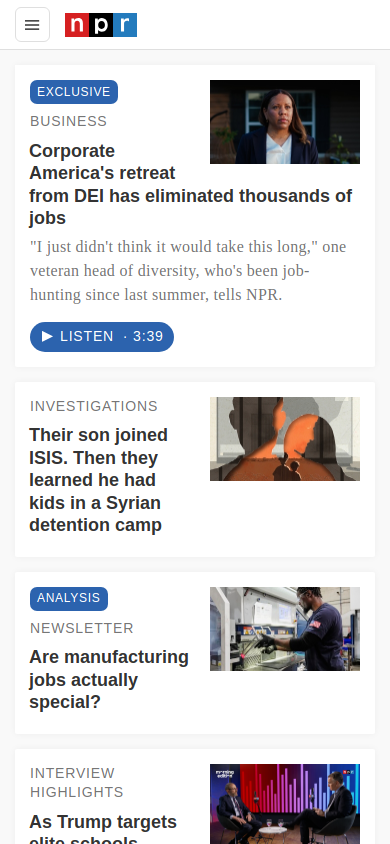 npr
EXCLUSIVE
BUSINESS
Corporate
America's retreat
from DEI has eliminated thousands of
jobs
"I just didn't think it would take this long," one
veteran head of diversity, who's been job-
hunting since last summer, tells NPR.
LISTEN · 3:39
INVESTIGATIONS
Their son joined
ISIS. Then they
learned he had
kids in a Syrian
detention camp
ANALYSIS
NEWSLETTER
Are manufacturing
jobs actually
special?
INTERVIEW
HIGHLIGHTS
morning
edition
npr
As Trump targets
elite schools